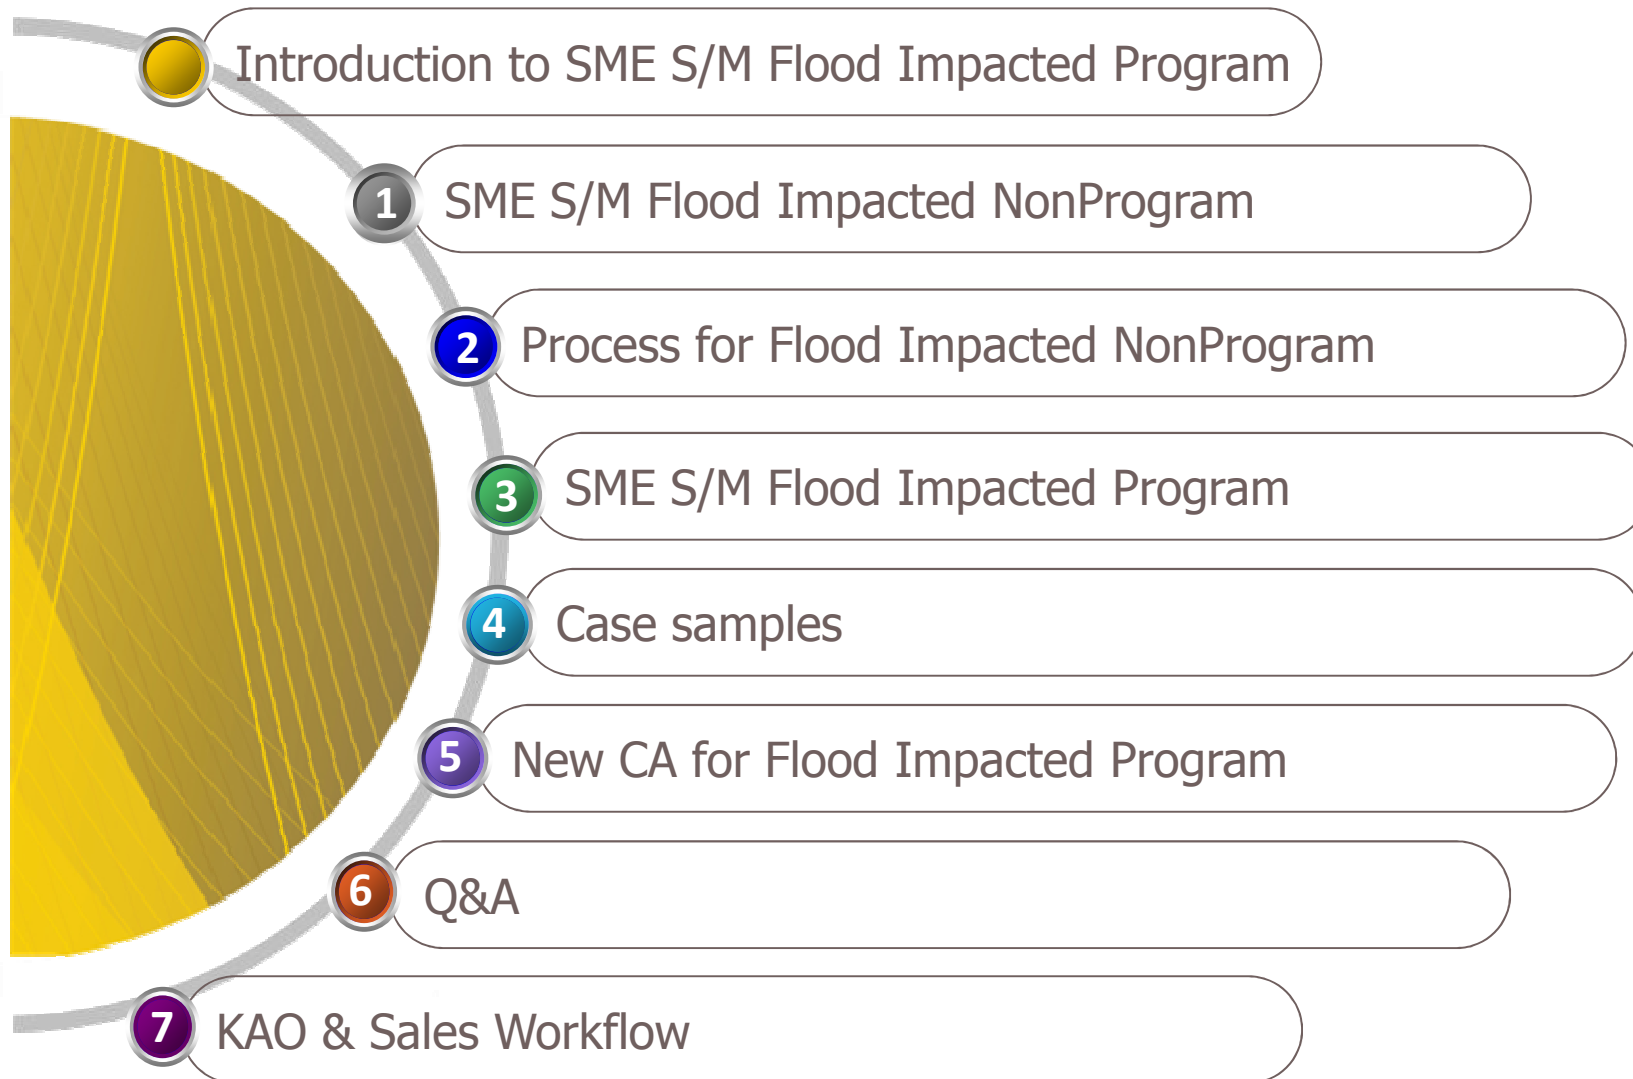 Introduction to SME S/M Flood Impacted Program
1 SME S/M Flood Impacted NonProgram
2 Process for Flood Impacted NonProgram
3 SME S/M Flood Impacted Program
4 Case samples
5 New CA for Flood Impacted Program
6 Q&A
7 KAO & Sales Workflow